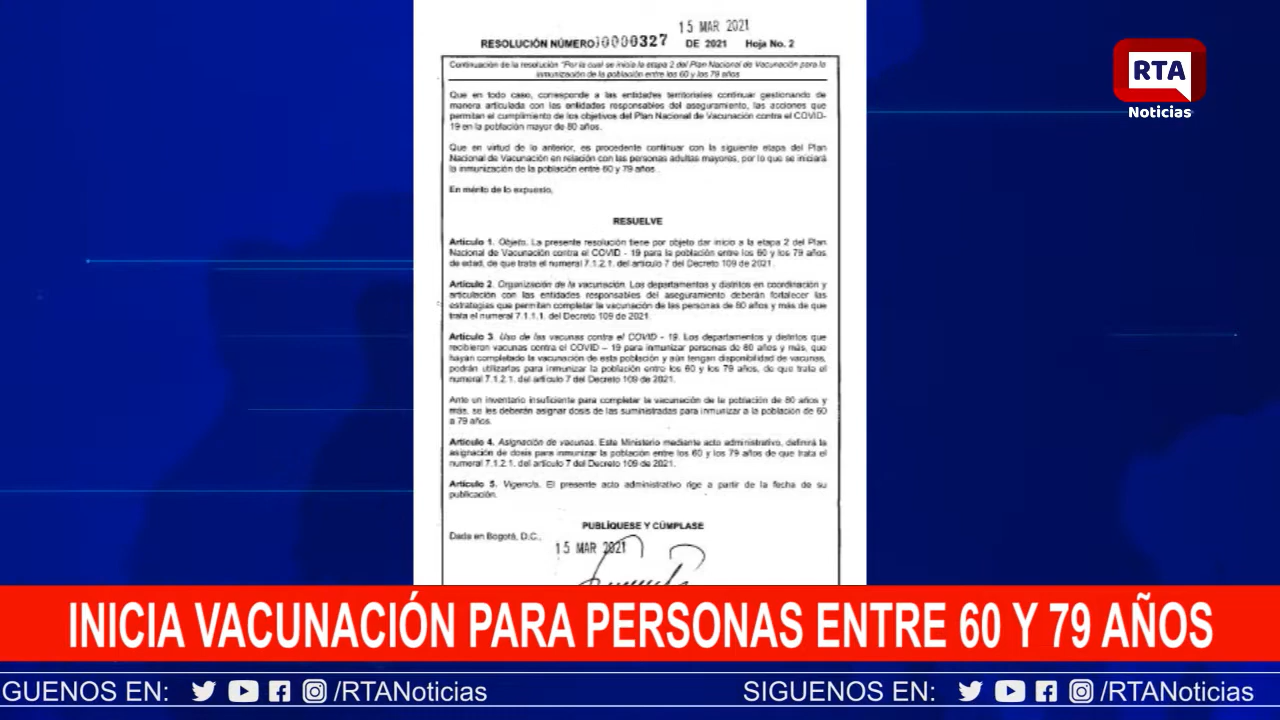 15 MAR 2021
RESOLUCIÓN NÚMERO 0000327 DE 2021 Hoja No. 2
Continuación de la resolución "Por la cual se inicia la etapa 2 del Plan Nacional de Vacunación para la
inmunización de la población entre los 60 y los 79 años
RTA
Noticias
Que en todo caso, corresponde a las entidades territoriales continuar gestionando de
manera articulada con las entidades responsables del aseguramiento, las acciones que
permitan el cumplimiento de los objetivos del Plan Nacional de Vacunación contra el COVID-
19 en la población mayor de 80 años.
Que en virtud de lo anterior, es procedente continuar con la siguiente etapa del Plan
Nacional de Vacunación en relación con las personas adultas mayores, por lo que se iniciará
la inmunización de la población entre 60 y 79 años.
En mérito de lo expuesto,
RESUELVE
Artículo 1. Objeto. La presente resolución tiene por objeto dar inicio a la etapa 2 del Plan
Nacional de Vacunación contra el COVID - 19 para la población entre los 60 y los 79 años
de edad, de que trata el numeral 7.1.2.1. del artículo 7 del Decreto 109 de 2021.
Artículo 2. Organización de la vacunación. Los departamentos y distritos en coordinación y
articulación con las entidades responsables del aseguramiento deberán fortalecer las
estrategias que permitan completar la vacunación de las personas de 80 años y más de que
trata el numeral 7.1.1.1. del Decreto 109 de 2021.
Artículo 3. Uso de las vacunas contra el COVID - 19. Los departamentos y distritos que
recibieron vacunas contra el COVID – 19 para inmunizar personas de 80 años y más, que
hayan completado la vacunación de esta población y aún tengan disponibilidad de vacunas,
podrán utilizarlas para inmunizar la población entre los 60 y los 79 años, de que trata el
numeral 7.1.2.1. del artículo 7 del Decreto 109 de 2021.
Ante un inventario insuficiente para completar la vacunación de la población de 80 años y
más, se les deberán asignar dosis de las suministradas para inmunizar a la población de 60
a 79 años.
Artículo 4. Asignación de vacunas. Este Ministerio mediante acto administrativo, definirá la
asignación de dosis para inmunizar la población entre los 60 y los 79 años de que trata el
numeral 7.1.2.1. del artículo 7 del Decreto 109 de 2021.
Artículo 5. Vigencia. El presente acto administrativo rige a partir de la fecha de su
publicación.
PUBLÍQUESE Y CÚMPLASE
Dada en Bogotá, D.C.,
15 MAR 2021
INICIA VACUNACIÓN PARA PERSONAS ENTRE 60 Y 79 AÑOS
GUENOS EN: /RTANoticias SIGUENOS EN: /RTANoticias